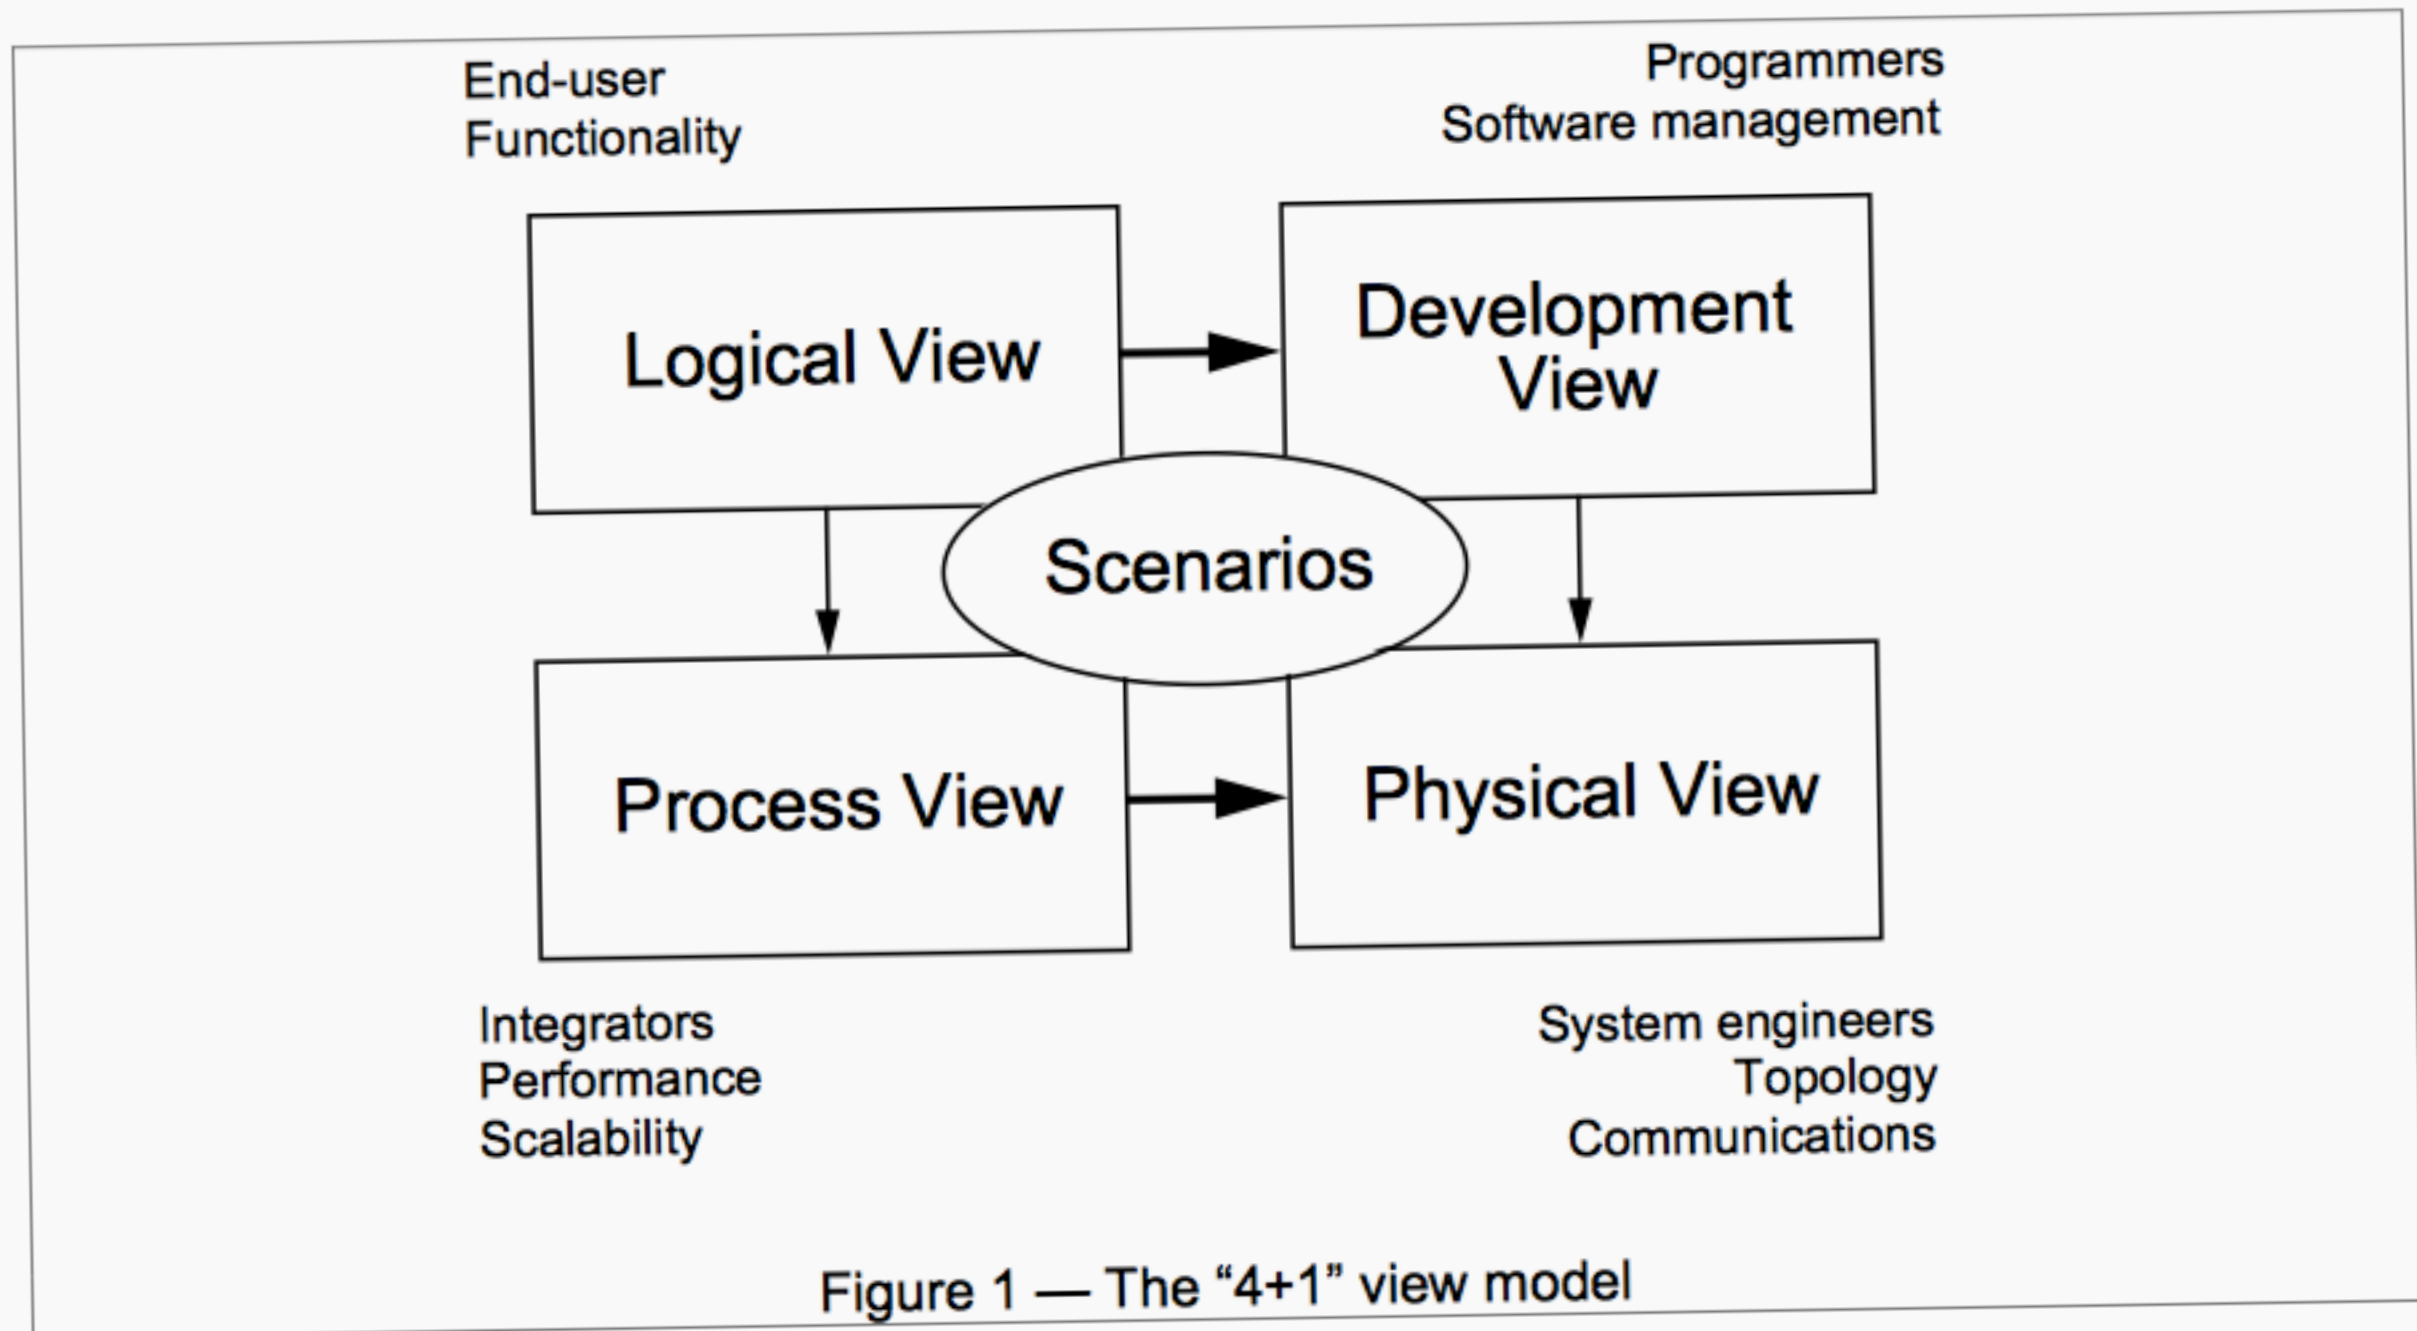 End-user
Functionality
Programmers
Software management
Logical View
Development
View
Scenarios
Process View
Physical View
Integrators
Performance
Scalability
System engineers
Topology
Communications
Figure 1 — The “4+1” view model